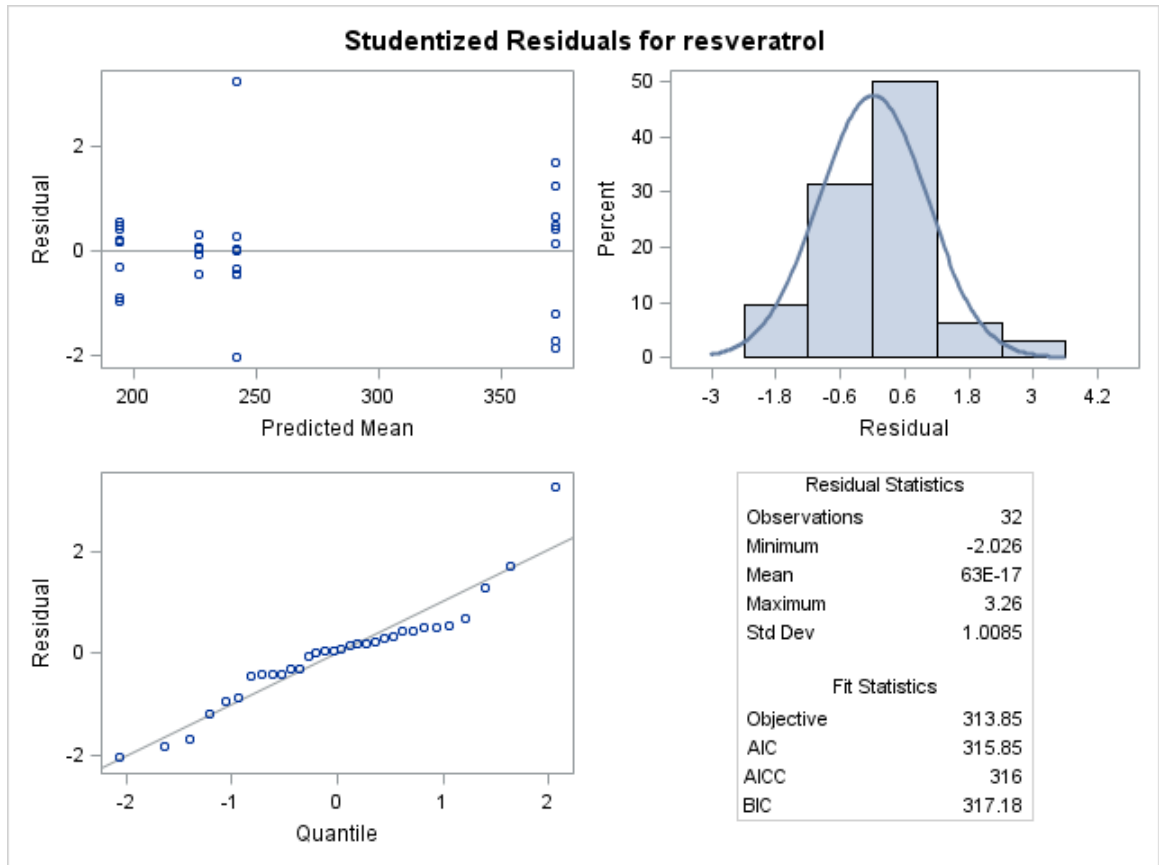 Studentized Residuals for resveratrol
2
0
-2
Residual
200 250 300 350
Predicted Mean
50
40
30
20
10
0
Percent
-3 -1.8 -0.6 0.6 1.8 3 4.2
Residual
2
0
-2
Residual
-2 -1 0 1 2
Quantile
Residual Statistics
Observations 32
Minimum -2.026
Mean 63E-17
Maximum 3.26
Std Dev 1.0085
Fit Statistics
Objective 313.85
AIC 315.85
AICC 316
BIC 317.18